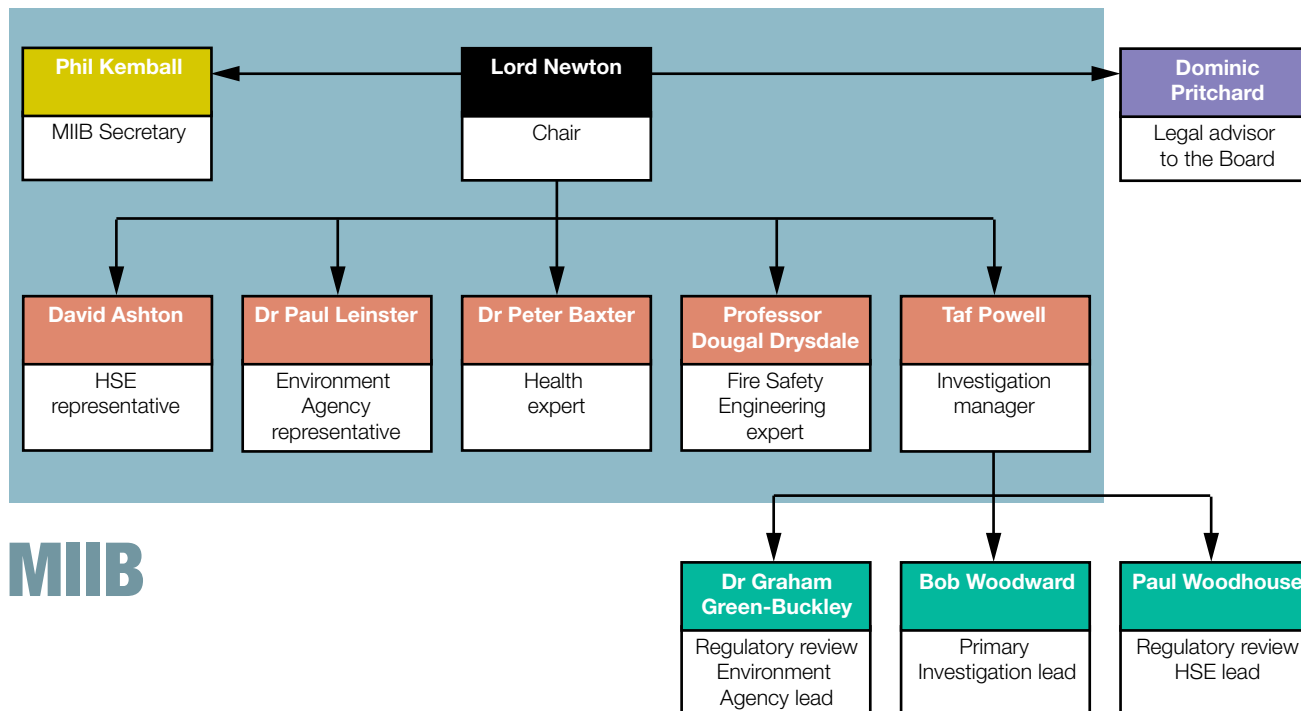 Phil Kemball
MIIB Secretary
Lord Newton
Chair
Dominic
Pritchard
Legal advisor
to the Board
David Ashton
HSE
representative
Dr Paul Leinster
Environment
Agency
representative
Dr Peter Baxter
Health
expert
Professor
Dougal Drysdale
Fire Safety
Engineering
expert
Taf Powell
Investigation
manager
MIIB
Dr Graham
Green-Buckley
Regulatory review
Environment
Agency lead
Bob Woodward
Primary
Investigation lead
Paul Woodhouse
Regulatory review
HSE lead